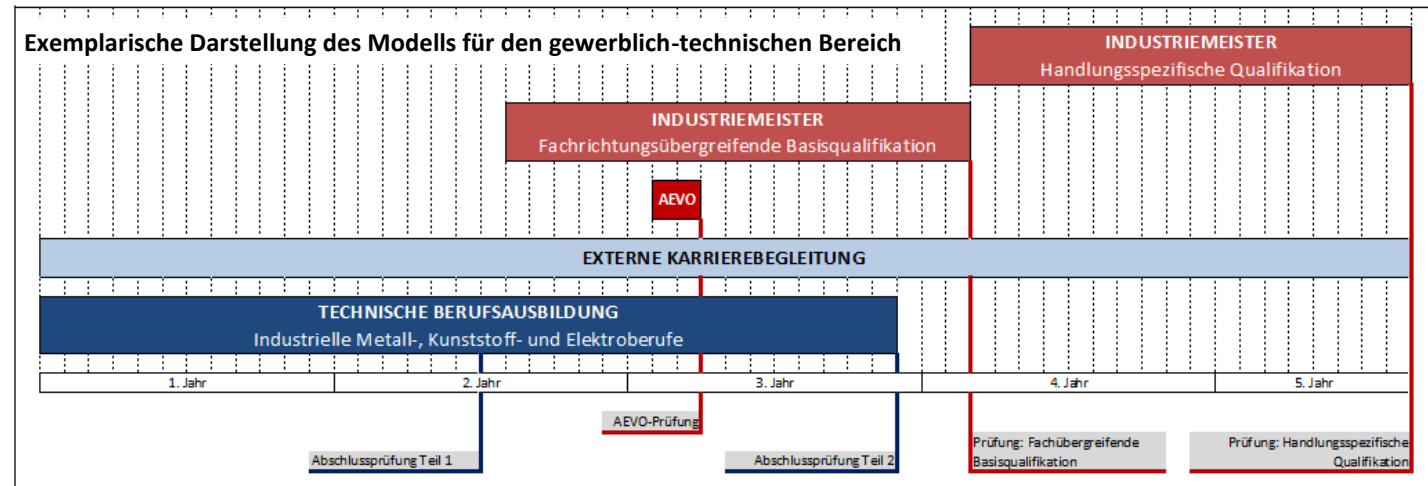 Exemplarische Darstellung des Modells für den gewerblich-technischen Bereich
INDUSTRIEMEISTER
Handlungsspezifische Qualifikation
INDUSTRIEMEISTER
Fachrichtungsübergreifende Basisqualifikation
AEVO
EXTERNE KARRIEREBEGLEITUNG
TECHNISCHE BERUFSAUSBILDUNG
Industrielle Metall-, Kunststoff- und Elektroberufe
1. Jahr
2. Jahr
3. Jahr
4. Jahr
5. Jahr
AEVO-Prüfung
Abschlussprüfung Teil 1
Abschlussprüfung Teil 2
Prüfung: Fachübergreifende
Basisqualifikation
Prüfung: Handlungsspezifische
Qualifikation